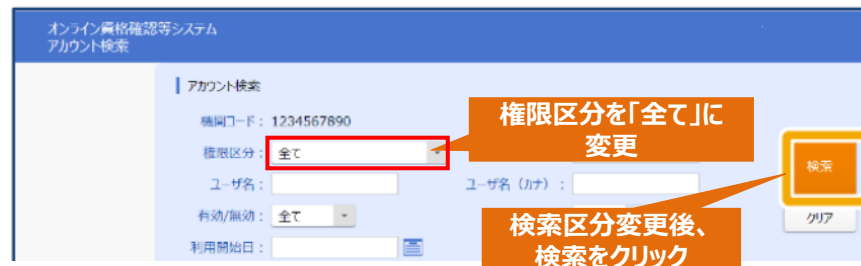 オンライン資格確認等システム
アカウント検索
アカウント検索
機関コード： 1234567890
権限区分： 全て
権限区分を「全て」に
変更
ユーザ名：
ユーザ名（カナ）：
検索
有効/無効： 全て
検索区分変更後、
検索をクリック
クリア
利用開始日：